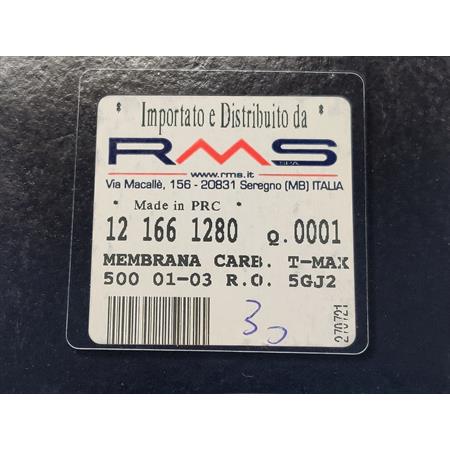 * Importato e Distribuito da *
RMS
www.rms.it
Via Macallè, 156 - 20831 Seregno (MB) ITALIA
* Made in PRC *
12 166 1280 Q.0001
MEMBRANA CARB. T-MAX
500 01-03 R.O. 5GJ2
270721
30